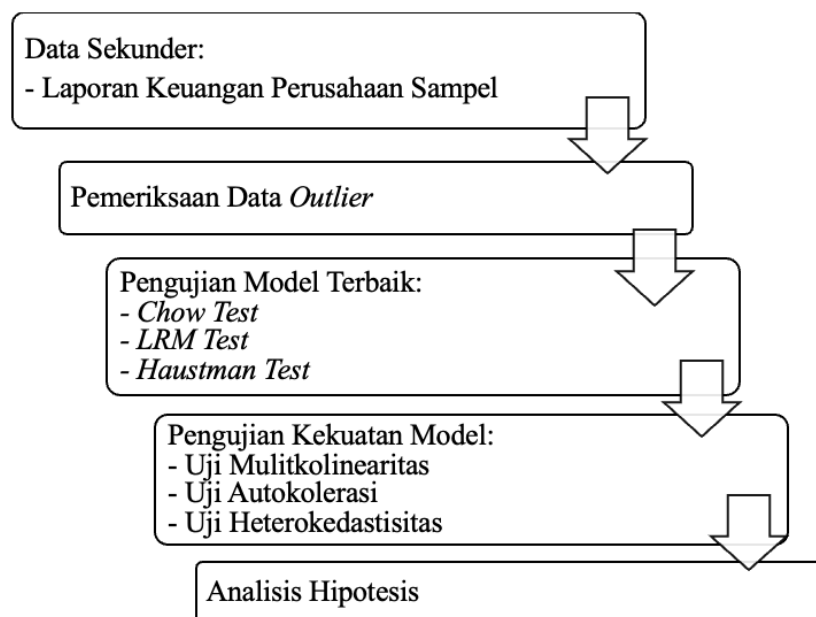 Data Sekunder:
- Laporan Keuangan Perusahaan Sampel
Pemeriksaan Data Outlier
Pengujian Model Terbaik:
- Chow Test
- LRM Test
- Haustman Test
Pengujian Kekuatan Model:
- Uji Mulitkolinearitas
- Uji Autokolerasi
- Uji Heterokedastisitas
Analisis Hipotesis